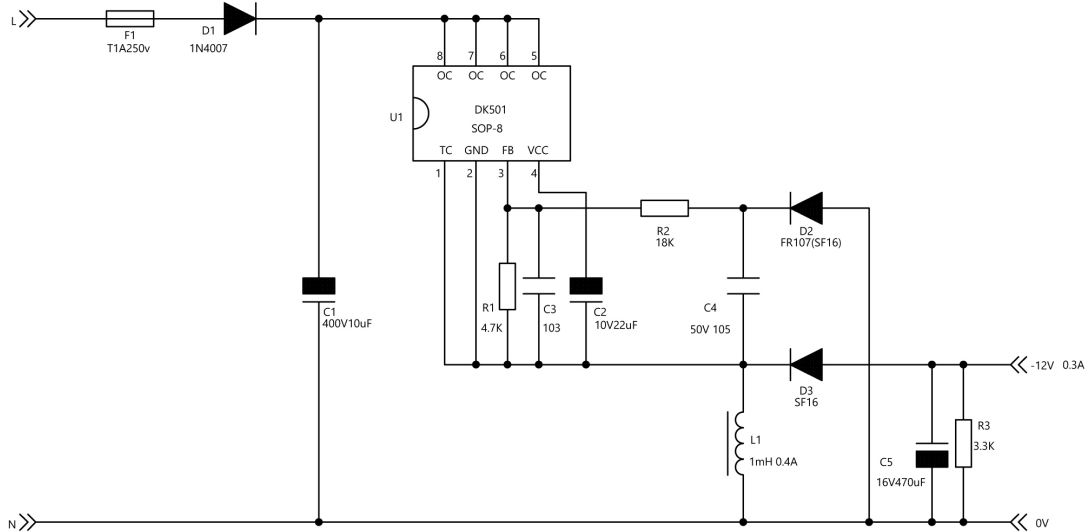 L
F1
T1A250v
D1
1N4007
8 7 6 5
OC OC OC OC
U1
DK501
SOP-8
TC GND FB VCC
1 2 3 4
R2
18K
D2
FR107(SF16)
C1
400V10uF
R1
4.7K
C3
103
C2
10V22uF
C4
50V 105
-12V 0.3A
D3
SF16
L1
1mH 0.4A
R3
3.3K
C5
16V470uF
N
0V